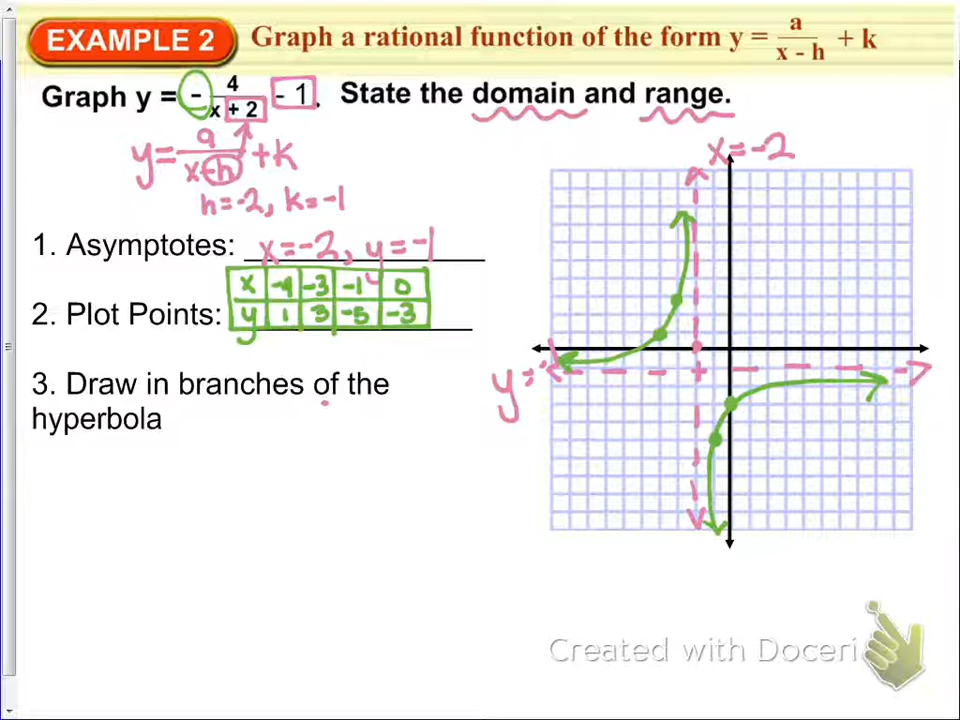 EXAMPLE 2 Graph a rational function of the form y = a / x - h + k
Graph y = - 4 / x + 2 - 1. State the domain and range.
y = a / x - h + k
h = -2, k = -1
x = -2
1. Asymptotes: x = -2, y = -1
x -4 -3 -1 0
2. Plot Points: y 1 3 -5 -3
y = -
3. Draw in branches of the
hyperbola
Created with Doceri